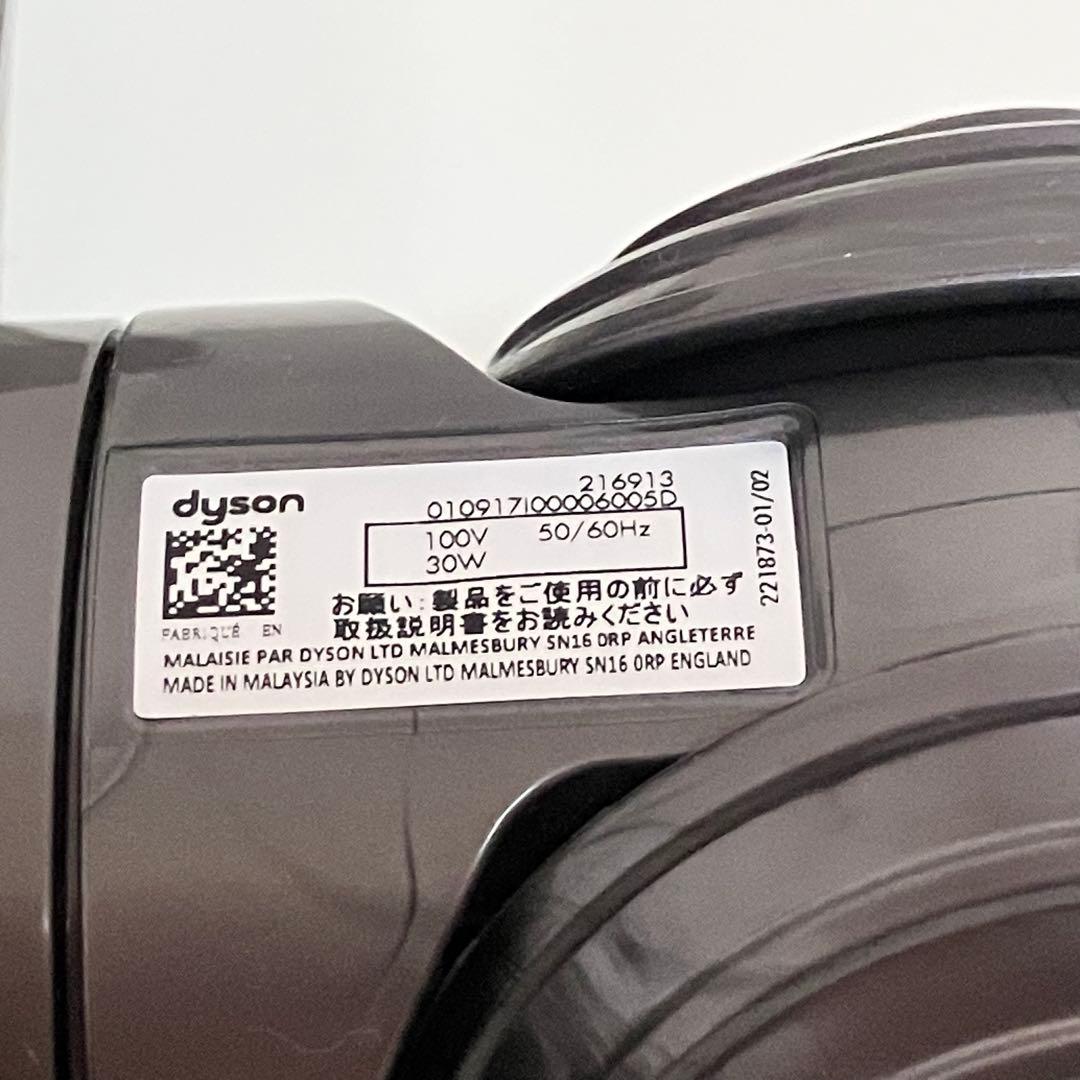 dyson
216913
010917I00006005D
100V 50/60Hz
30W
お願い:製品をご使用の前に必ず
取扱説明書をお読みください
FABRIQUÉ EN
MALAISIE PAR DYSON LTD MALMESBURY SN16 0RP ANGLETERRE
MADE IN MALAYSIA BY DYSON LTD MALMESBURY SN16 0RP ENGLAND
221873-01/02